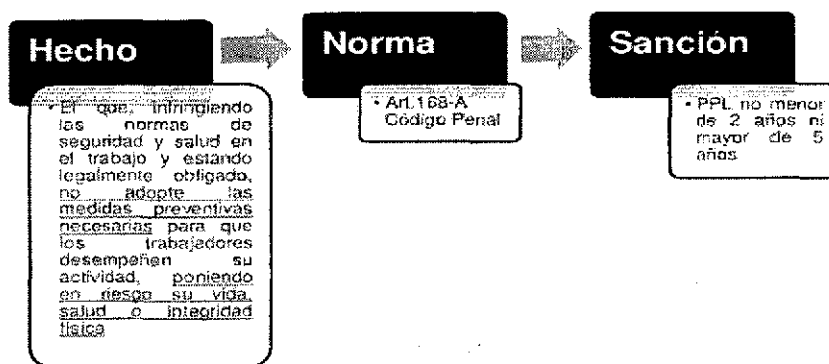 Hecho
• El que, infringiendo
las normas de
seguridad y salud en
el trabajo y estando
legalmente obligado,
no adopte las
medidas preventivas
necesarias para que
los trabajadores
desempeñen su
actividad, poniendo
en riesgo su vida,
salud o integridad
física
Norma
• Art.168-A
Código Penal
Sanción
• PPL no menor
de 2 años ni
mayor de 5
años